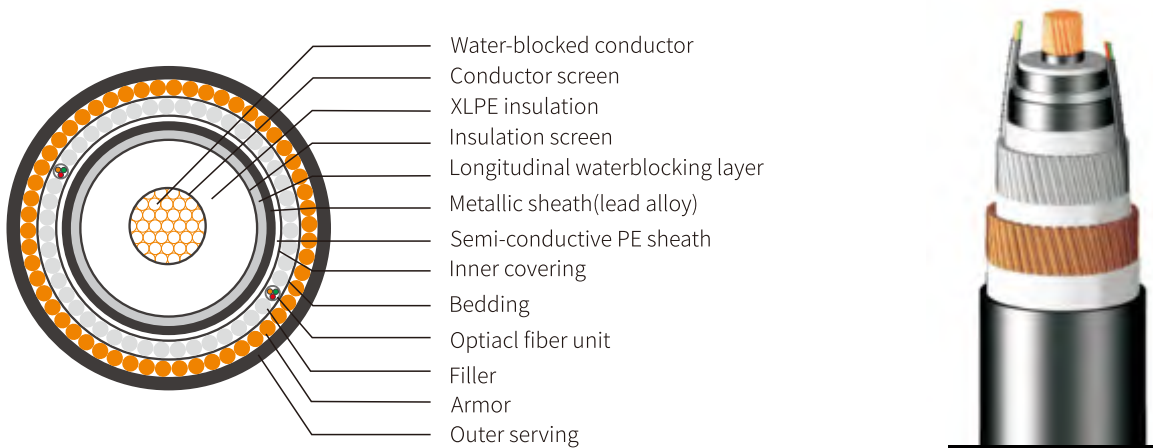 Water-blocked conductor
Conductor screen
XLPE insulation
Insulation screen
Longitudinal waterblocking layer
Metallic sheath(lead alloy)
Semi-conductive PE sheath
Inner covering
Bedding
Optiacl fiber unit
Filler
Armor
Outer serving